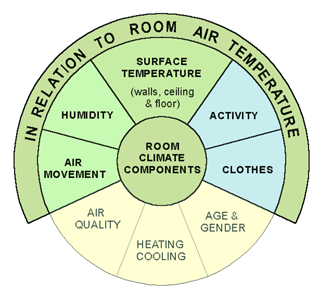 IN RELATION TO ROOM AIR TEMPERATURE
SURFACE
TEMPERATURE
(walls, ceiling
& floor)
HUMIDITY
ACTIVITY
AIR
MOVEMENT
ROOM
CLIMATE
COMPONENTS
CLOTHES
AIR
QUALITY
HEATING
COOLING
AGE &
GENDER